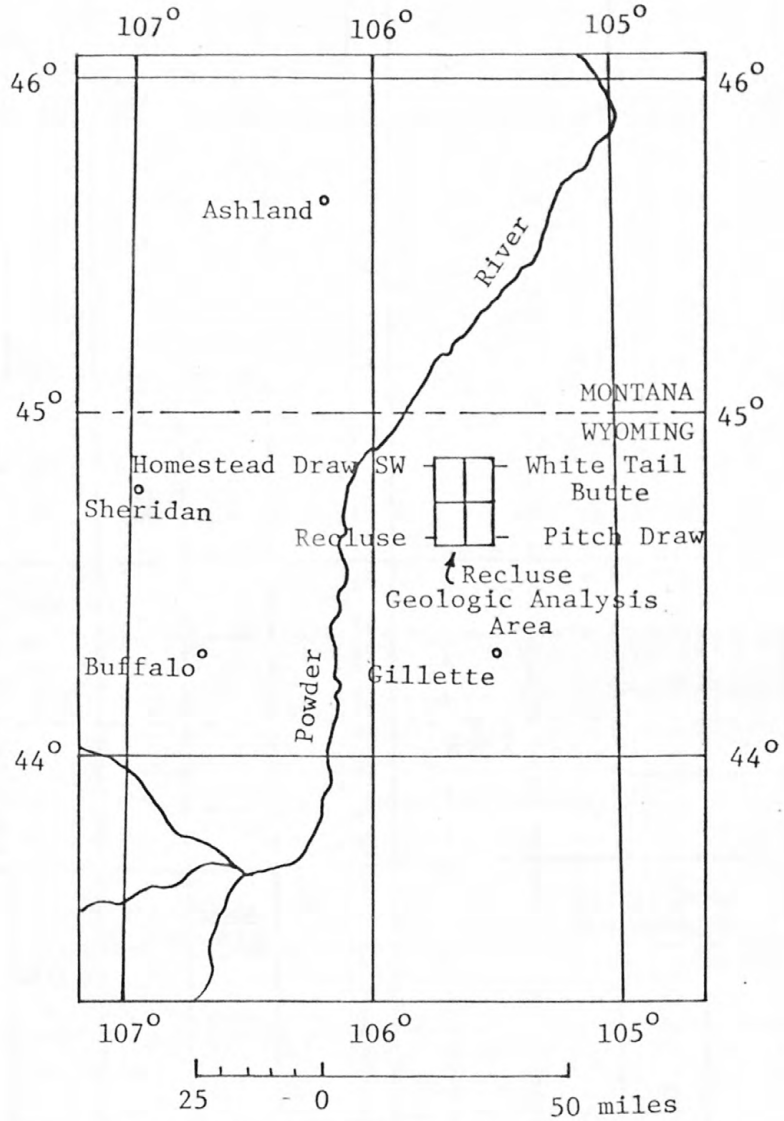 107° 106° 105°
46° 46°
Ashland
River
MONTANA
45° 45°
WYOMING
Homestead Draw SW White Tail
Butte
Sheridan
Recluse Pitch Draw
Recluse
Geologic Analysis
Area
Buffalo
Gillette
Powder
44° 44°
107° 106° 105°
25 0 50 miles